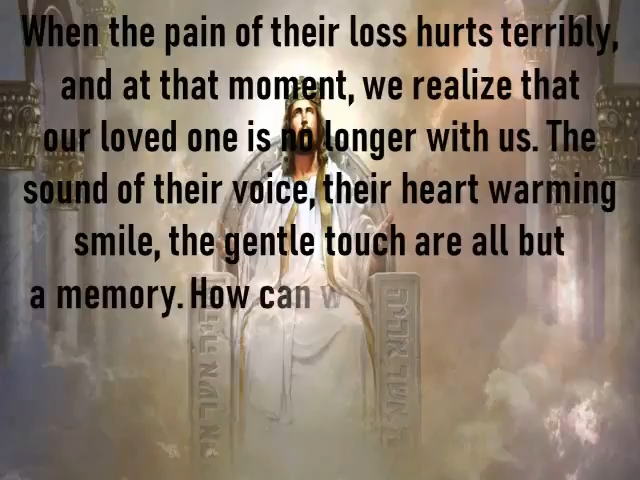 When the pain of their loss hurts terribly,
and at that moment, we realize that
our loved one is no longer with us. The
sound of their voice, their heart warming
smile, the gentle touch are all but
a memory. How can w